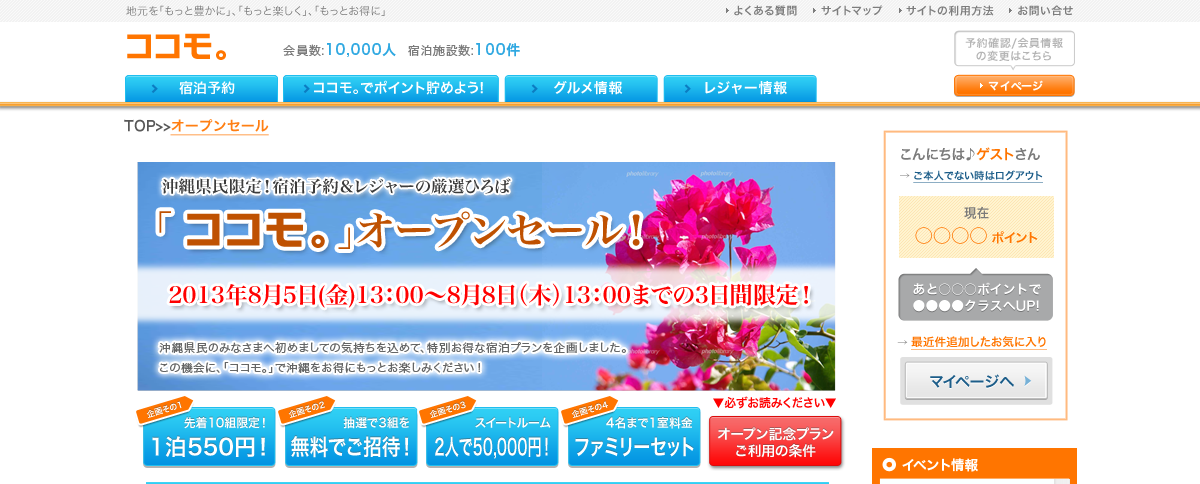 地元を「もっと豊かに」、「もっと楽しく」、「もっとお得に」
よくある質問 サイトマップ サイトの利用方法 お問い合せ
ココモ。
会員数:10,000人 宿泊施設数:100件
予約確認/会員情報
の変更はこちら
マイページ
宿泊予約 ココモ。でポイント貯めよう! グルメ情報 レジャー情報
TOP>>オープンセール
沖縄県民限定!宿泊予約&レジャーの厳選ひろば
「ココモ。」オープンセール!
2013年8月5日(金)13:00〜8月8日(木)13:00までの3日間限定!
沖縄県民のみなさまへ初めましての気持ちを込めて、特別お得な宿泊プランを企画しました。
この機会に、「ココモ。」で沖縄をお得にもっとお楽しみください!
photolibrary
photolibrary
photolibrary
photolibrary
photolibrary
photolibrary
企画その1
先着10組限定!
1泊550円!
企画その2
抽選で3組を
無料でご招待!
企画その3
スイートルーム
2人で50,000円!
企画その4
4名まで1室料金
ファミリーセット
▼必ずお読みください▼
オープン記念プラン
ご利用の条件
こんにちは♪ゲストさん
→ご本人でない時はログアウト
現在
○○○○ポイント
あと○○○ポイントで
●●●●クラスへUP!
→最近件追加したお気に入り
マイページへ
イベント情報